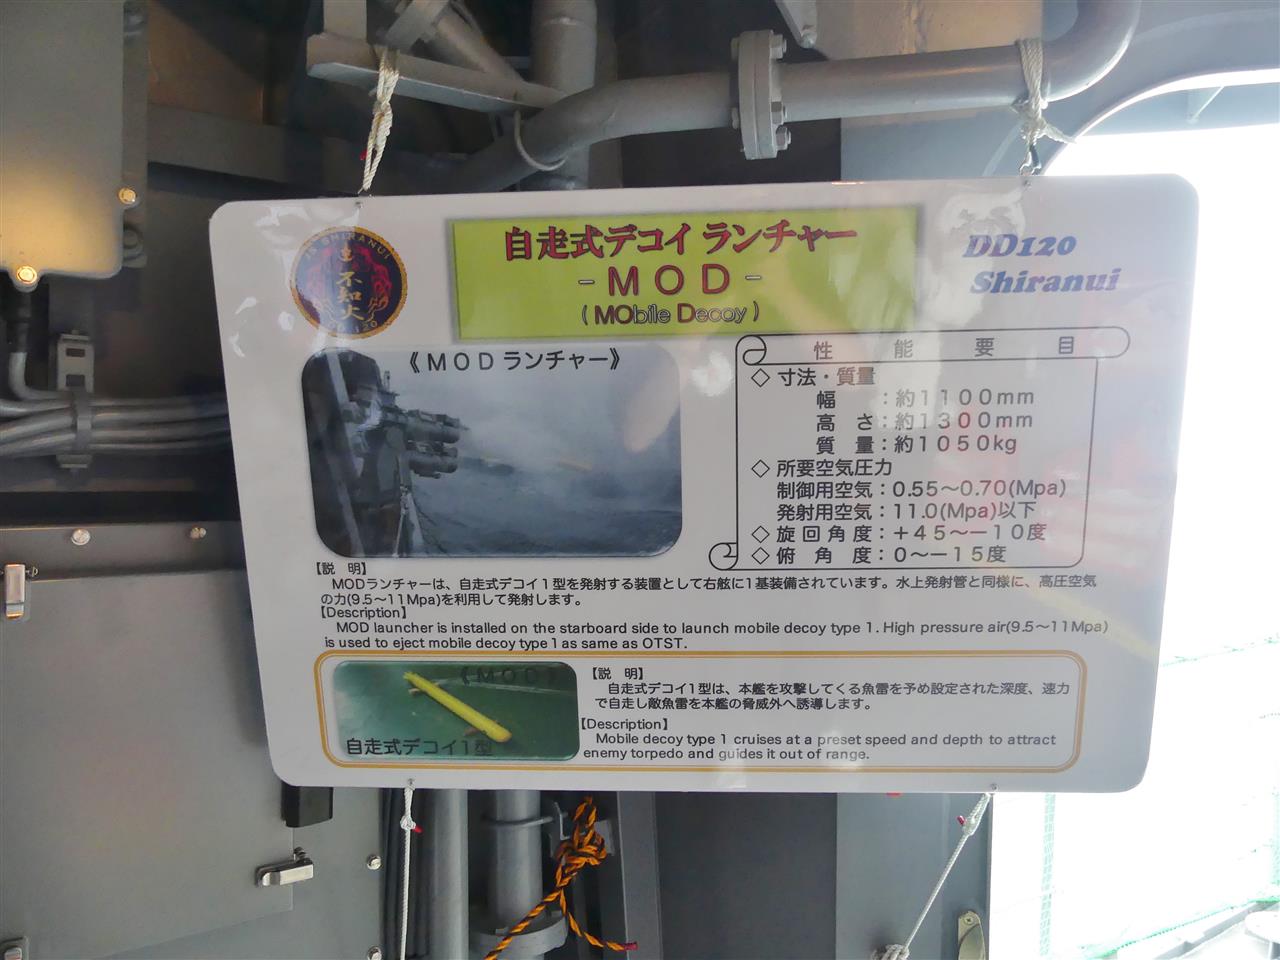 JS SHIRANUI
不知火
自走式デコイ ランチャー
-ＭＯＤ-
(MObile Decoy)
DD120
Shiranui
《ＭＯＤランチャー》
性能要目
◇寸法・質量
幅：約１１００mm
高さ：約１３００mm
質量：約１０５０kg
◇所要空気圧力
制御用空気：0.55～0.70(Mpa)
発射用空気：11.0(Mpa)以下
◇旋回角度：＋４５～－１０度
◇俯角度：０～－15度
【説 明】
MODランチャーは、自走式デコイ１型を発射する装置として右舷に1基装備されています。水上発射管と同様に、高圧空気
の力(9.5～11Mpa)を利用して発射します。
【Description】
MOD launcher is installed on the starboard side to launch mobile decoy type 1. High pressure air(9.5～11Mpa)
is used to eject mobile decoy type1 as same as OTST.
《ＭＯＤ》
自走式デコイ１型
【説 明】
自走式デコイ1型は、本艦を攻撃してくる魚雷を予め設定された深度、速力
で自走し敵魚雷を本艦の脅威外へ誘導します。
【Description】
Mobile decoy type 1 cruises at a preset speed and depth to attract
enemy torpedo and guides it out of range.